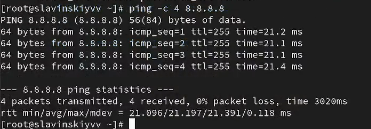 [root@slavinskiyvv ~]# ping -c 4 8.8.8.8
PING 8.8.8.8 (8.8.8.8) 56(84) bytes of data.
64 bytes from 8.8.8.8: icmp_seq=1 ttl=255 time=21.2 ms
64 bytes from 8.8.8.8: icmp_seq=2 ttl=255 time=21.1 ms
64 bytes from 8.8.8.8: icmp_seq=3 ttl=255 time=21.1 ms
64 bytes from 8.8.8.8: icmp_seq=4 ttl=255 time=21.4 ms

--- 8.8.8.8 ping statistics ---
4 packets transmitted, 4 received, 0% packet loss, time 3020ms
rtt min/avg/max/mdev = 21.096/21.197/21.391/0.118 ms
[root@slavinskiyvv ~]#